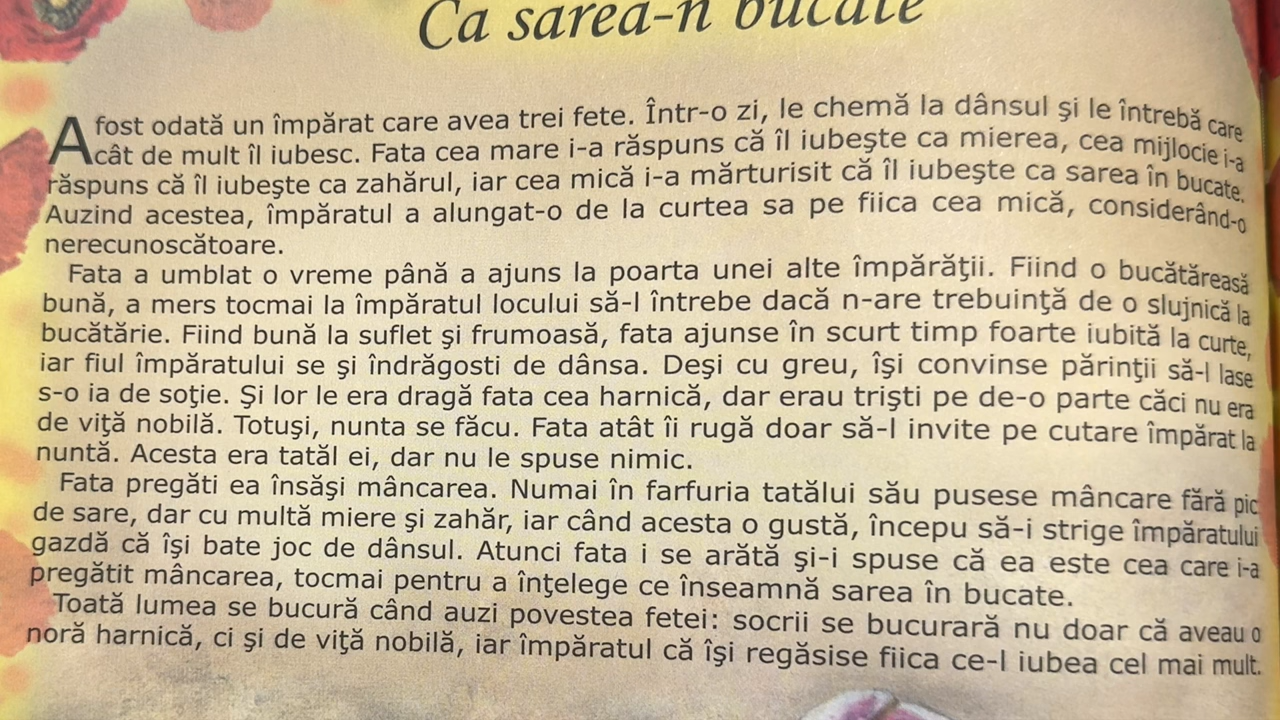 Ca sarea-n bucate
A fost odată un împărat care avea trei fete. Într-o zi, le chemă la dânsul şi le întrebă care
cât de mult îl iubesc. Fata cea mare i-a răspuns că îl iubeşte ca mierea, cea mijlocie i-a
răspuns că îl iubeşte ca zahărul, iar cea mică i-a mărturisit că îl iubeşte ca sarea în bucate.
Auzind acestea, împăratul a alungat-o de la curtea sa pe fiica cea mică, considerând-o
nerecunoscătoare.
Fata a umblat o vreme până a ajuns la poarta unei alte împărăţii. Fiind o bucătăreasă
bună, a mers tocmai la împăratul locului să-l întrebe dacă n-are trebuinţă de o slujnică la
bucătărie. Fiind bună la suflet şi frumoasă, fata ajunse în scurt timp foarte iubită la curte,
iar fiul împăratului se şi îndrăgosti de dânsa. Deşi cu greu, îşi convinse părinţii să-l lase
s-o ia de soţie. Şi lor le era dragă fata cea harnică, dar erau trişti pe de-o parte căci nu era
de viţă nobilă. Totuşi, nunta se făcu. Fata atât îi rugă doar să-l invite pe cutare împărat la
nuntă. Acesta era tatăl ei, dar nu le spuse nimic.
Fata pregăti ea însăşi mâncarea. Numai în farfuria tatălui său pusese mâncare fără pic
de sare, dar cu multă miere şi zahăr, iar când acesta o gustă, începu să-i strige împăratului
gazdă că îşi bate joc de dânsul. Atunci fata i se arătă şi-i spuse că ea este cea care i-a
pregătit mâncarea, tocmai pentru a înţelege ce înseamnă sarea în bucate.
Toată lumea se bucură când auzi povestea fetei: socrii se bucurară nu doar că aveau o
noră harnică, ci şi de viţă nobilă, iar împăratul că îşi regăsise fiica ce-l iubea cel mai mult.